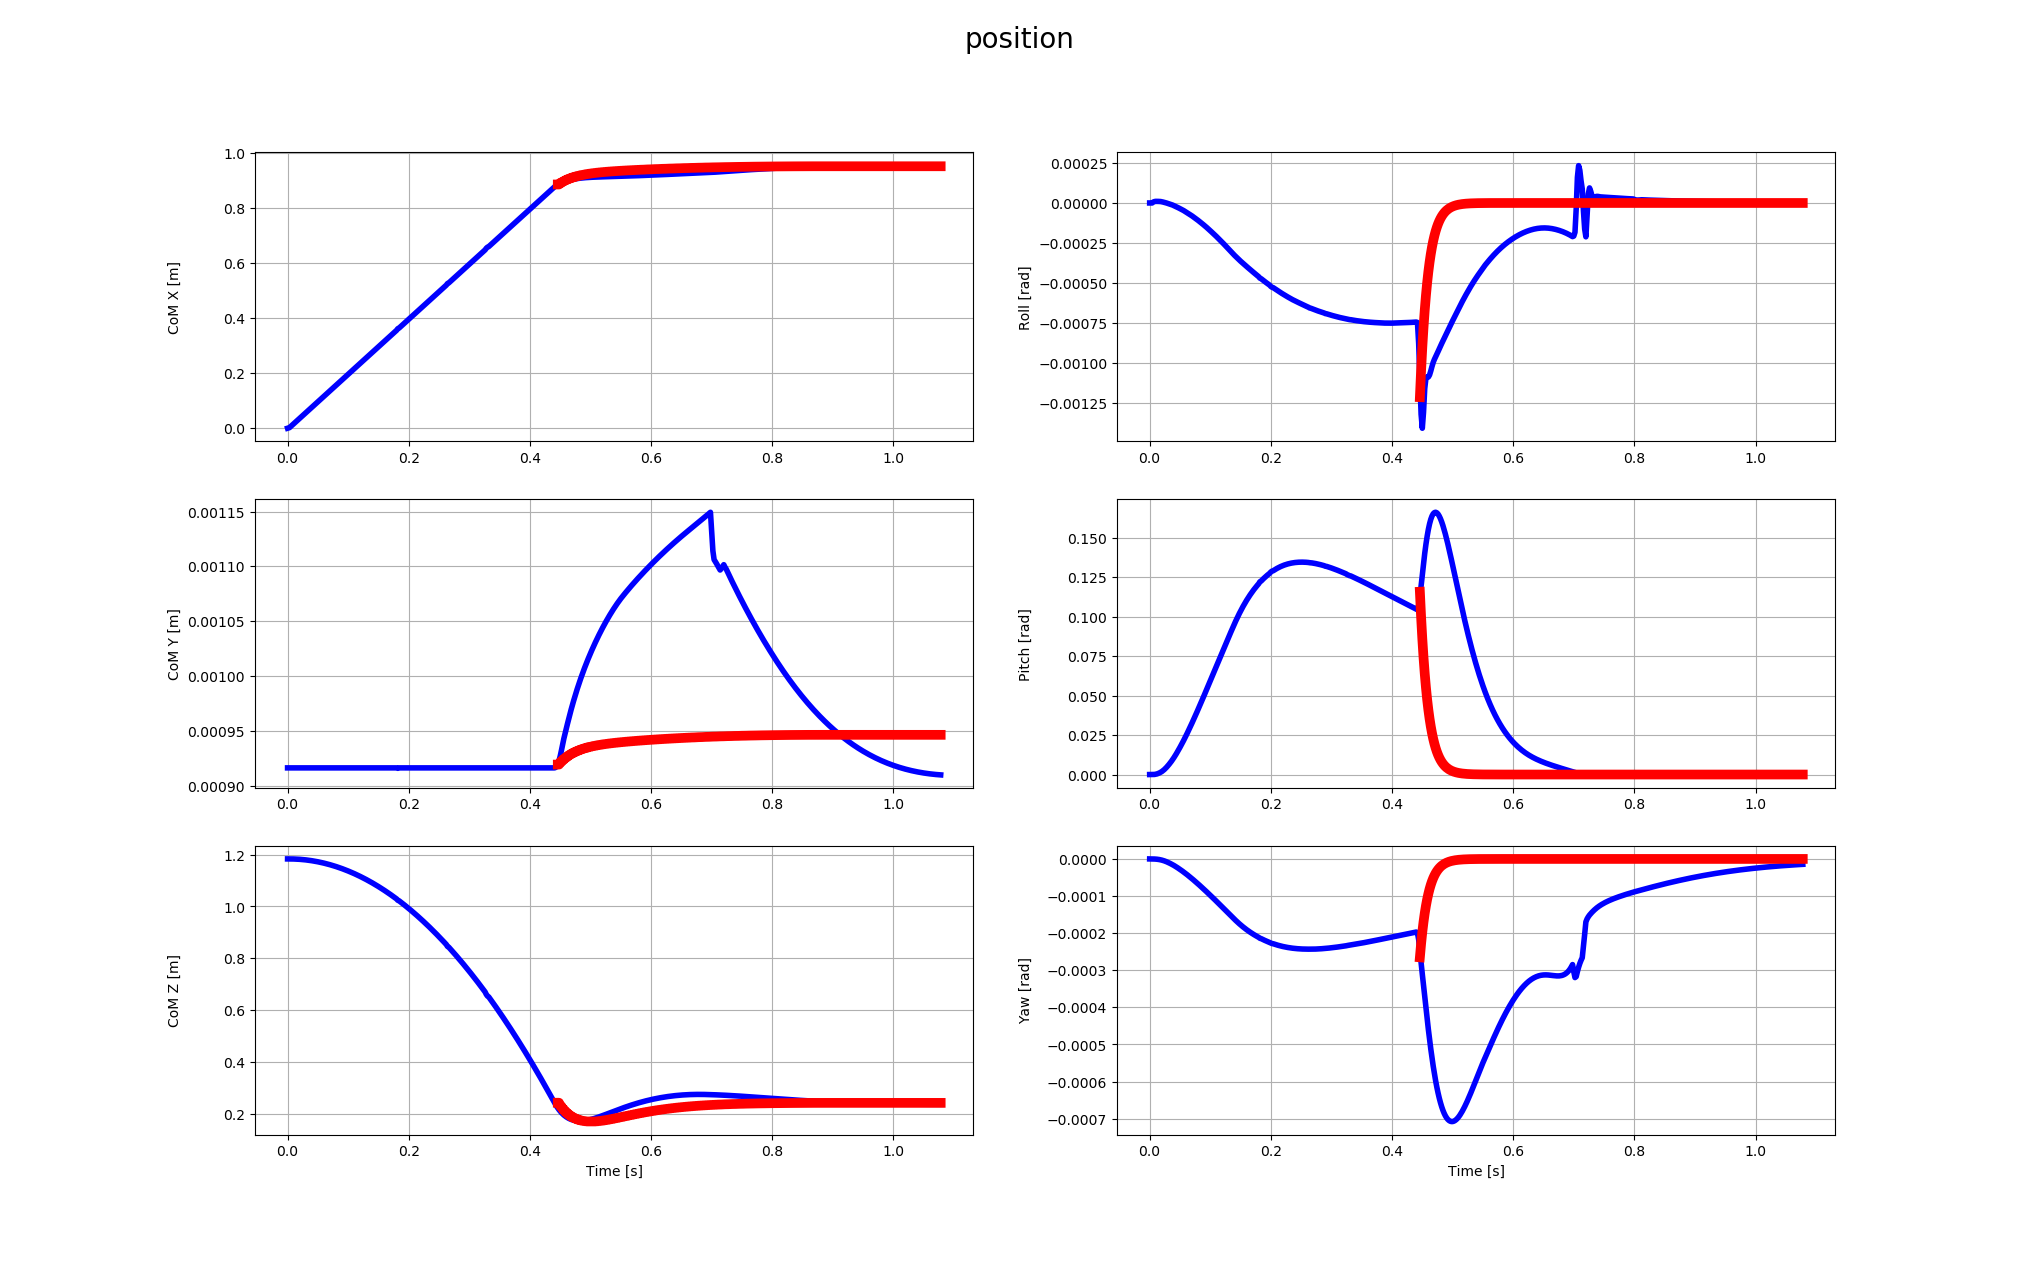 position
CoM X [m]
1.0
0.8
0.6
0.4
0.2
0.0
0.0 0.2 0.4 0.6 0.8 1.0
Roll [rad]
0.00025
0.00000
−0.00025
−0.00050
−0.00075
−0.00100
−0.00125
0.0 0.2 0.4 0.6 0.8 1.0
CoM Y [m]
0.00115
0.00110
0.00105
0.00100
0.00095
0.00090
0.0 0.2 0.4 0.6 0.8 1.0
Pitch [rad]
0.150
0.125
0.100
0.075
0.050
0.025
0.000
0.0 0.2 0.4 0.6 0.8 1.0
CoM Z [m]
1.2
1.0
0.8
0.6
0.4
0.2
0.0 0.2 0.4 0.6 0.8 1.0
Time [s]
Yaw [rad]
0.0000
−0.0001
−0.0002
−0.0003
−0.0004
−0.0005
−0.0006
−0.0007
0.0 0.2 0.4 0.6 0.8 1.0
Time [s]